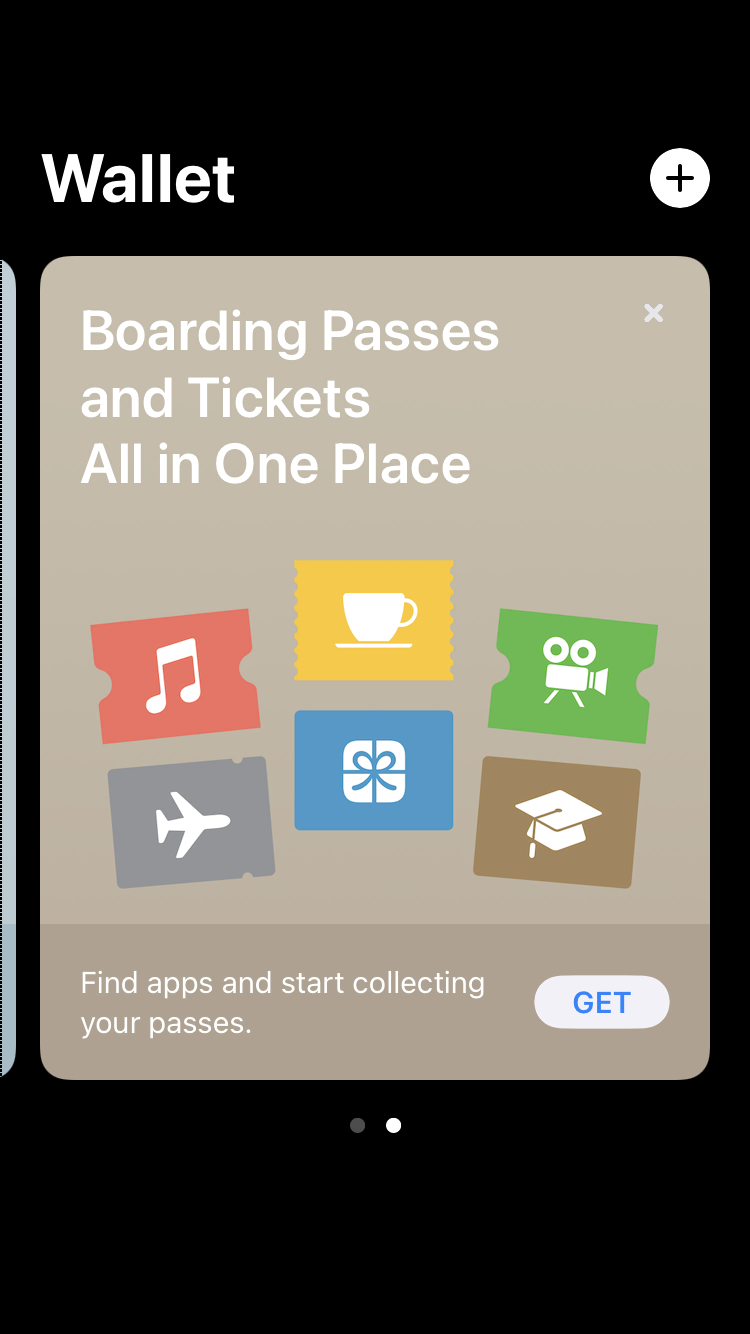 Wallet
Boarding Passes
and Tickets
All in One Place
Find apps and start collecting
your passes.
GET